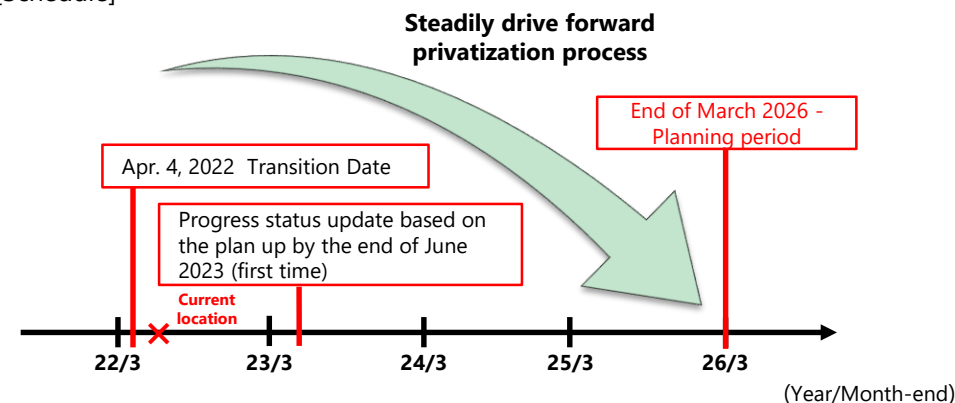 [Schedule]
Steadily drive forward
privatization process
End of March 2026 -
Planning period
Apr. 4, 2022  Transition Date
Progress status update based on
the plan up by the end of June
2023 (first time)
Current
location
22/3
23/3
24/3
25/3
26/3
(Year/Month-end)